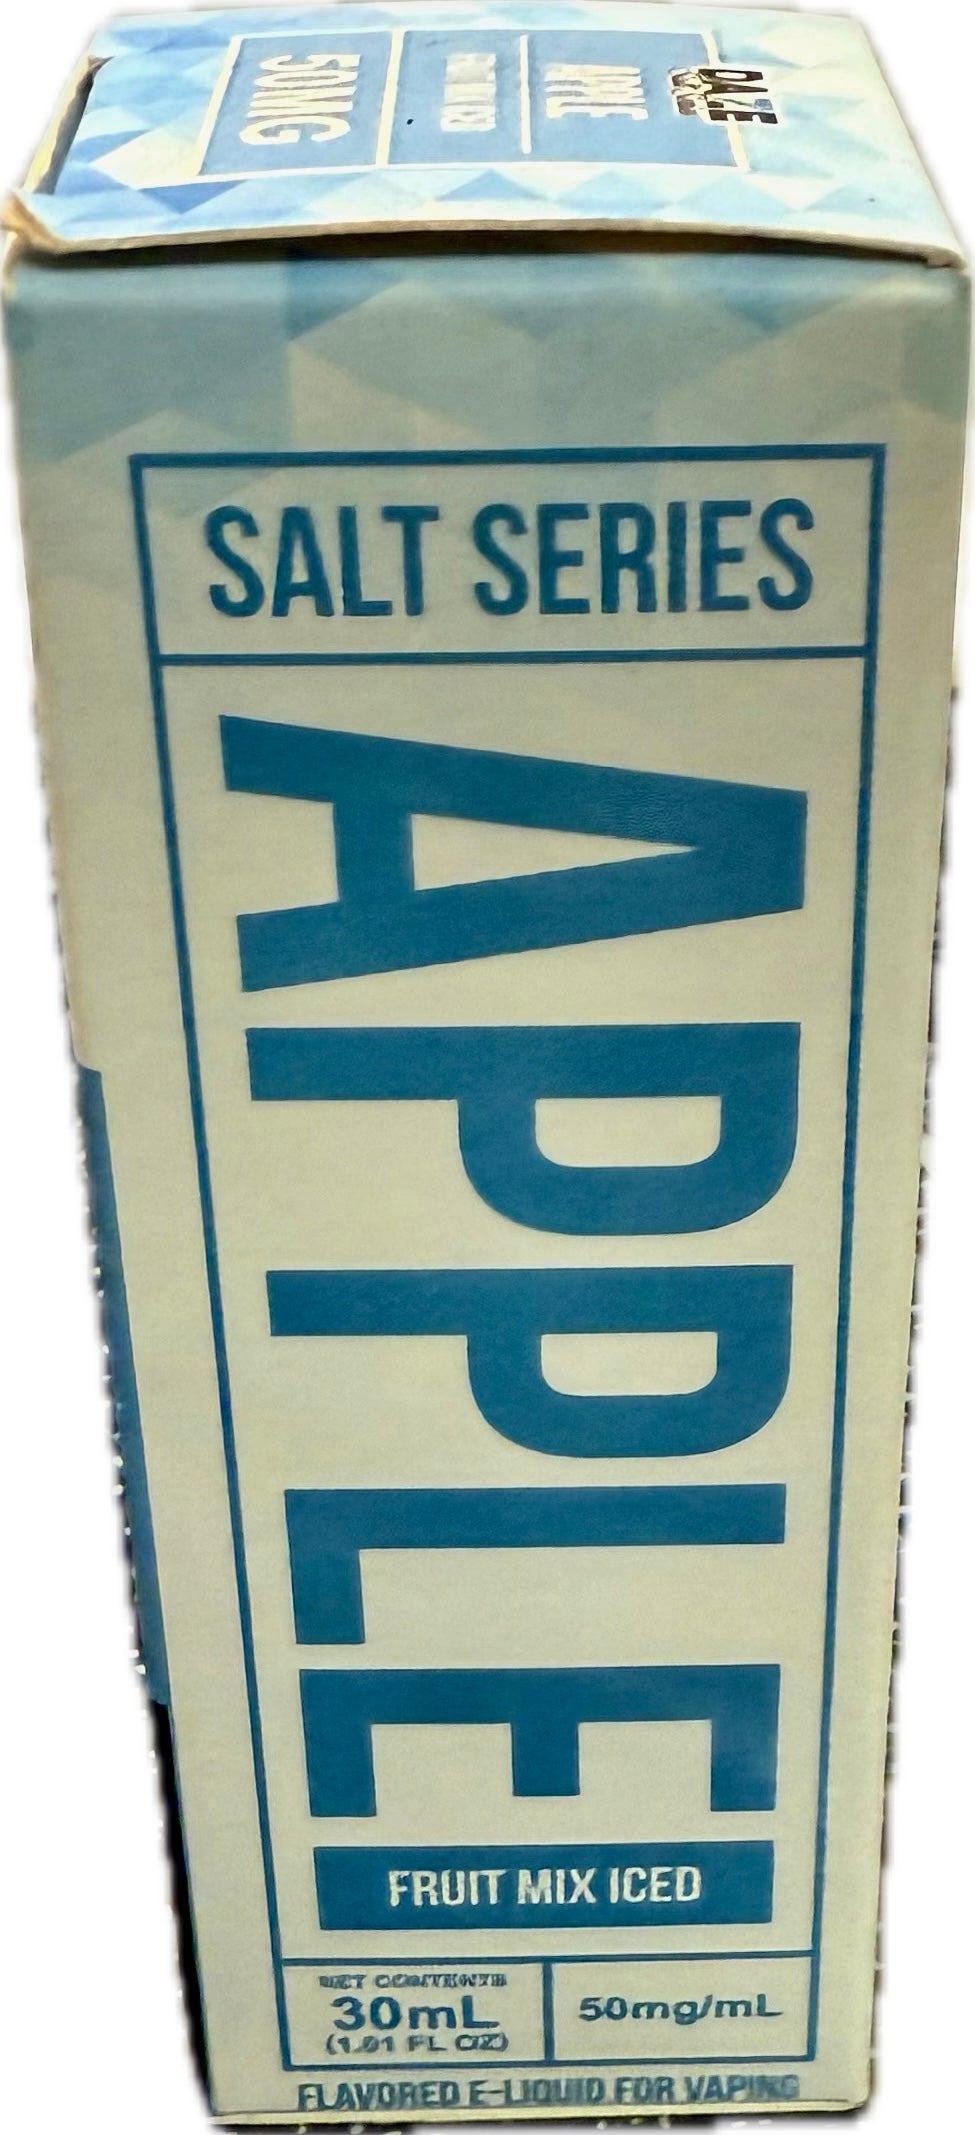 DAZE
APPLE
50MG
SALT SERIES
APPLE
FRUIT MIX ICED
NET CONTENTS
30mL
(1.01 FL OZ)
50mg/mL
FLAVORED E-LIQUID FOR VAPING